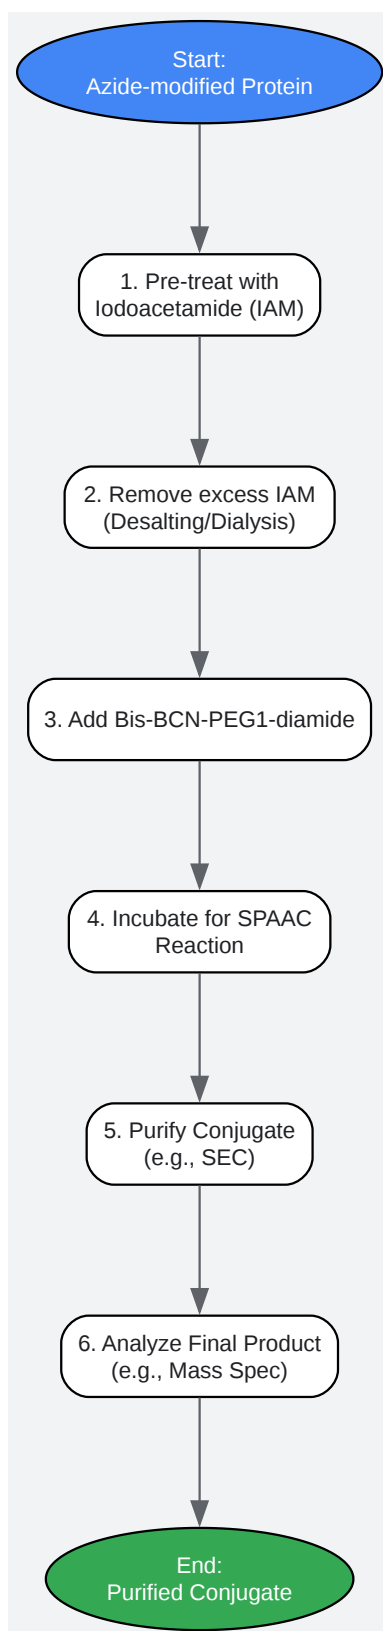 Start:
Azide-modified Protein
1. Pre-treat with
Iodoacetamide (IAM)
2. Remove excess IAM
(Desalting/Dialysis)
3. Add Bis-BCN-PEG1-diamide
4. Incubate for SPAAC
Reaction
5. Purify Conjugate
(e.g., SEC)
6. Analyze Final Product
(e.g., Mass Spec)
End:
Purified Conjugate